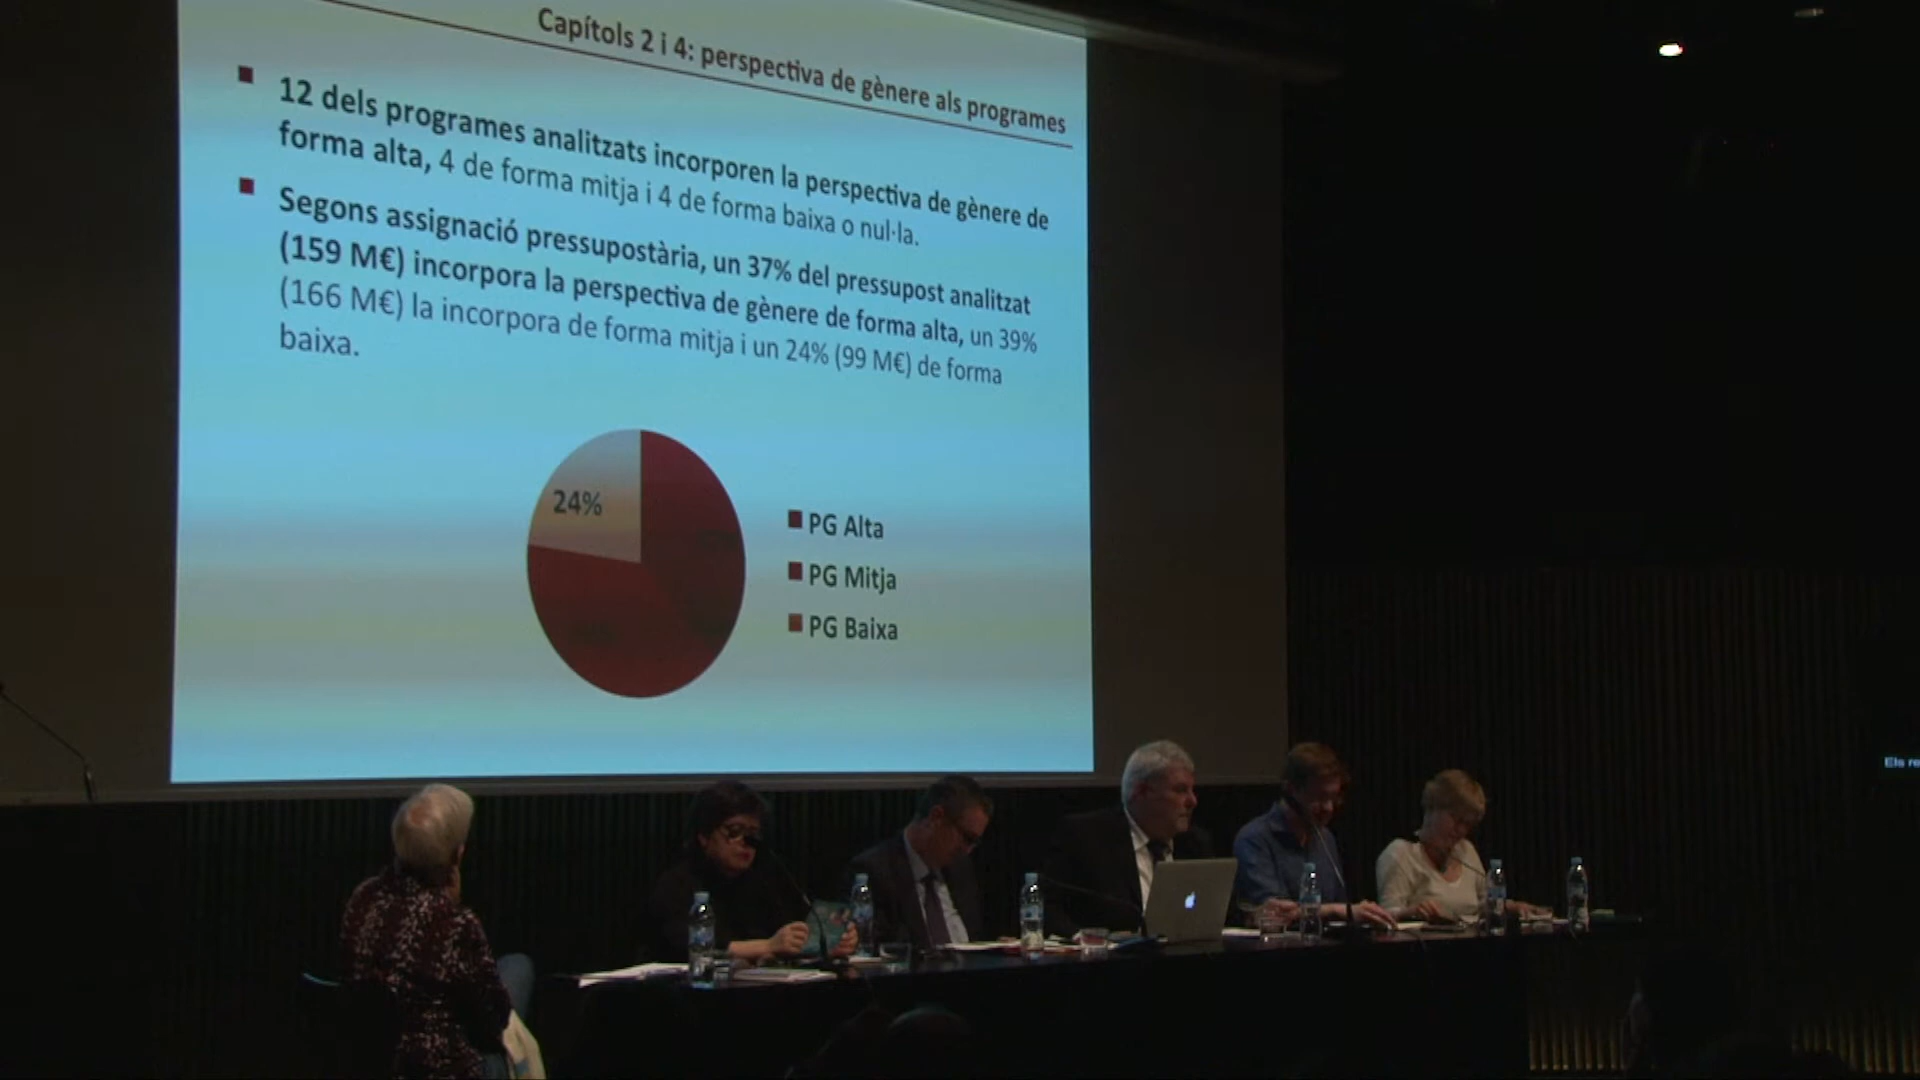 Capítols 2 i 4: perspectiva de gènere als programes
12 dels programes analitzats incorporen la perspectiva de gènere de
forma alta, 4 de forma mitja i 4 de forma baixa o nul·la.
Segons assignació pressupostària, un 37% del pressupost analitzat
(159 M€) incorpora la perspectiva de gènere de forma alta, un 39%
(166 M€) la incorpora de forma mitja i un 24% (99 M€) de forma
baixa.
24%
PG Alta
PG Mitja
PG Baixa
Els